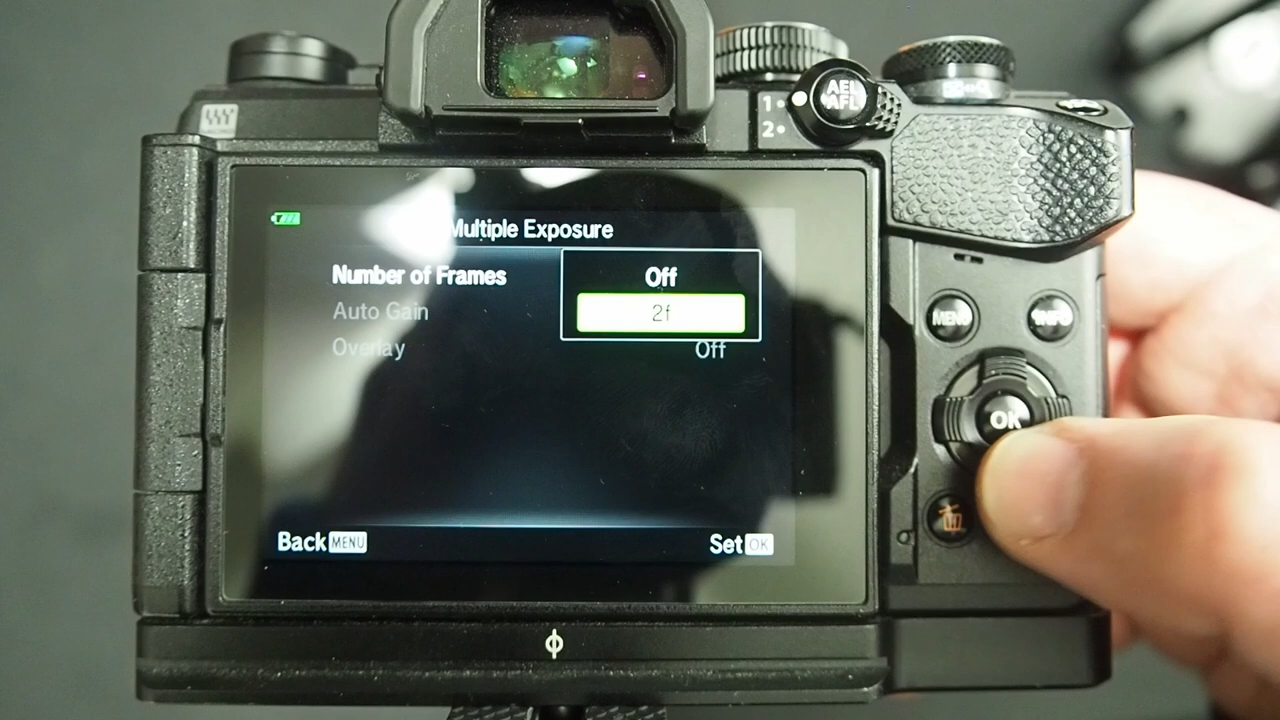 AEL
AFL
1
2
Multiple Exposure
Number of Frames
Off
2f
Auto Gain
Overlay
Off
MENU
INFO
OK
Back MENU
Set OK